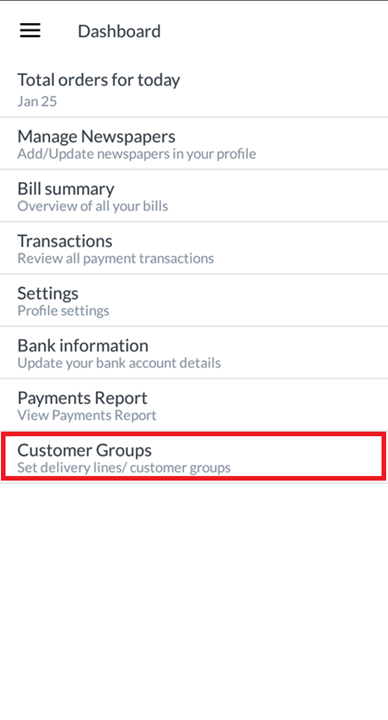 Dashboard
Total orders for today
Jan 25
Manage Newspapers
Add/Update newspapers in your profile
Bill summary
Overview of all your bills
Transactions
Review all payment transactions
Settings
Profile settings
Bank information
Update your bank account details
Payments Report
View Payments Report
Customer Groups
Set delivery lines/ customer groups